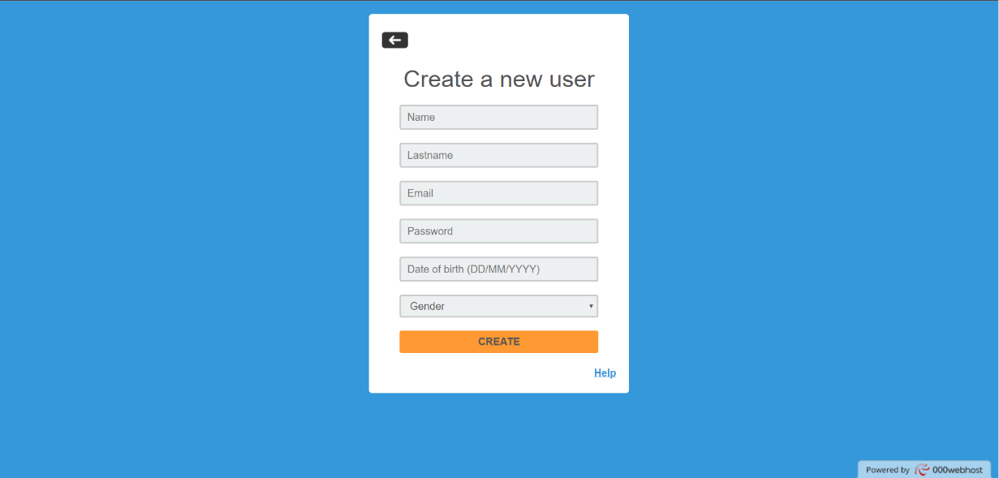 Create a new user
Name
Lastname
Email
Password
Date of birth (DD/MM/YYYY)
Gender
CREATE
Help
Powered by 000webhost